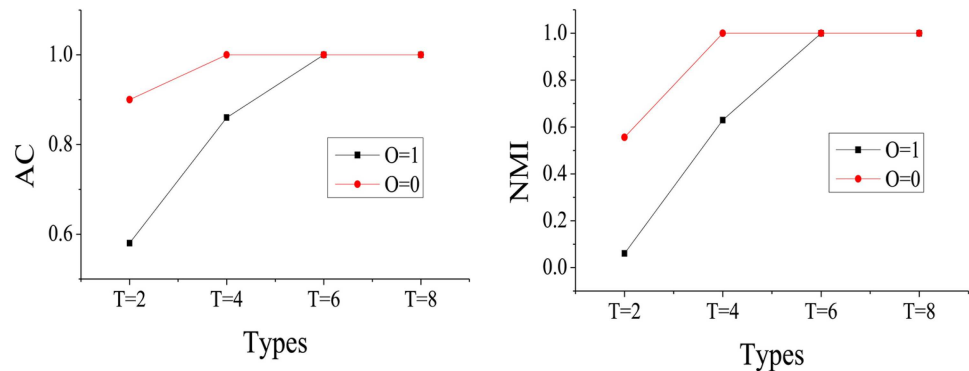 AC
1.0
0.8
0.6
O=1
O=0
T=2 T=4 T=6 T=8
Types
NMI
1.0
0.8
0.6
0.4
0.2
0.0
O=1
O=0
T=2 T=4 T=6 T=8
Types